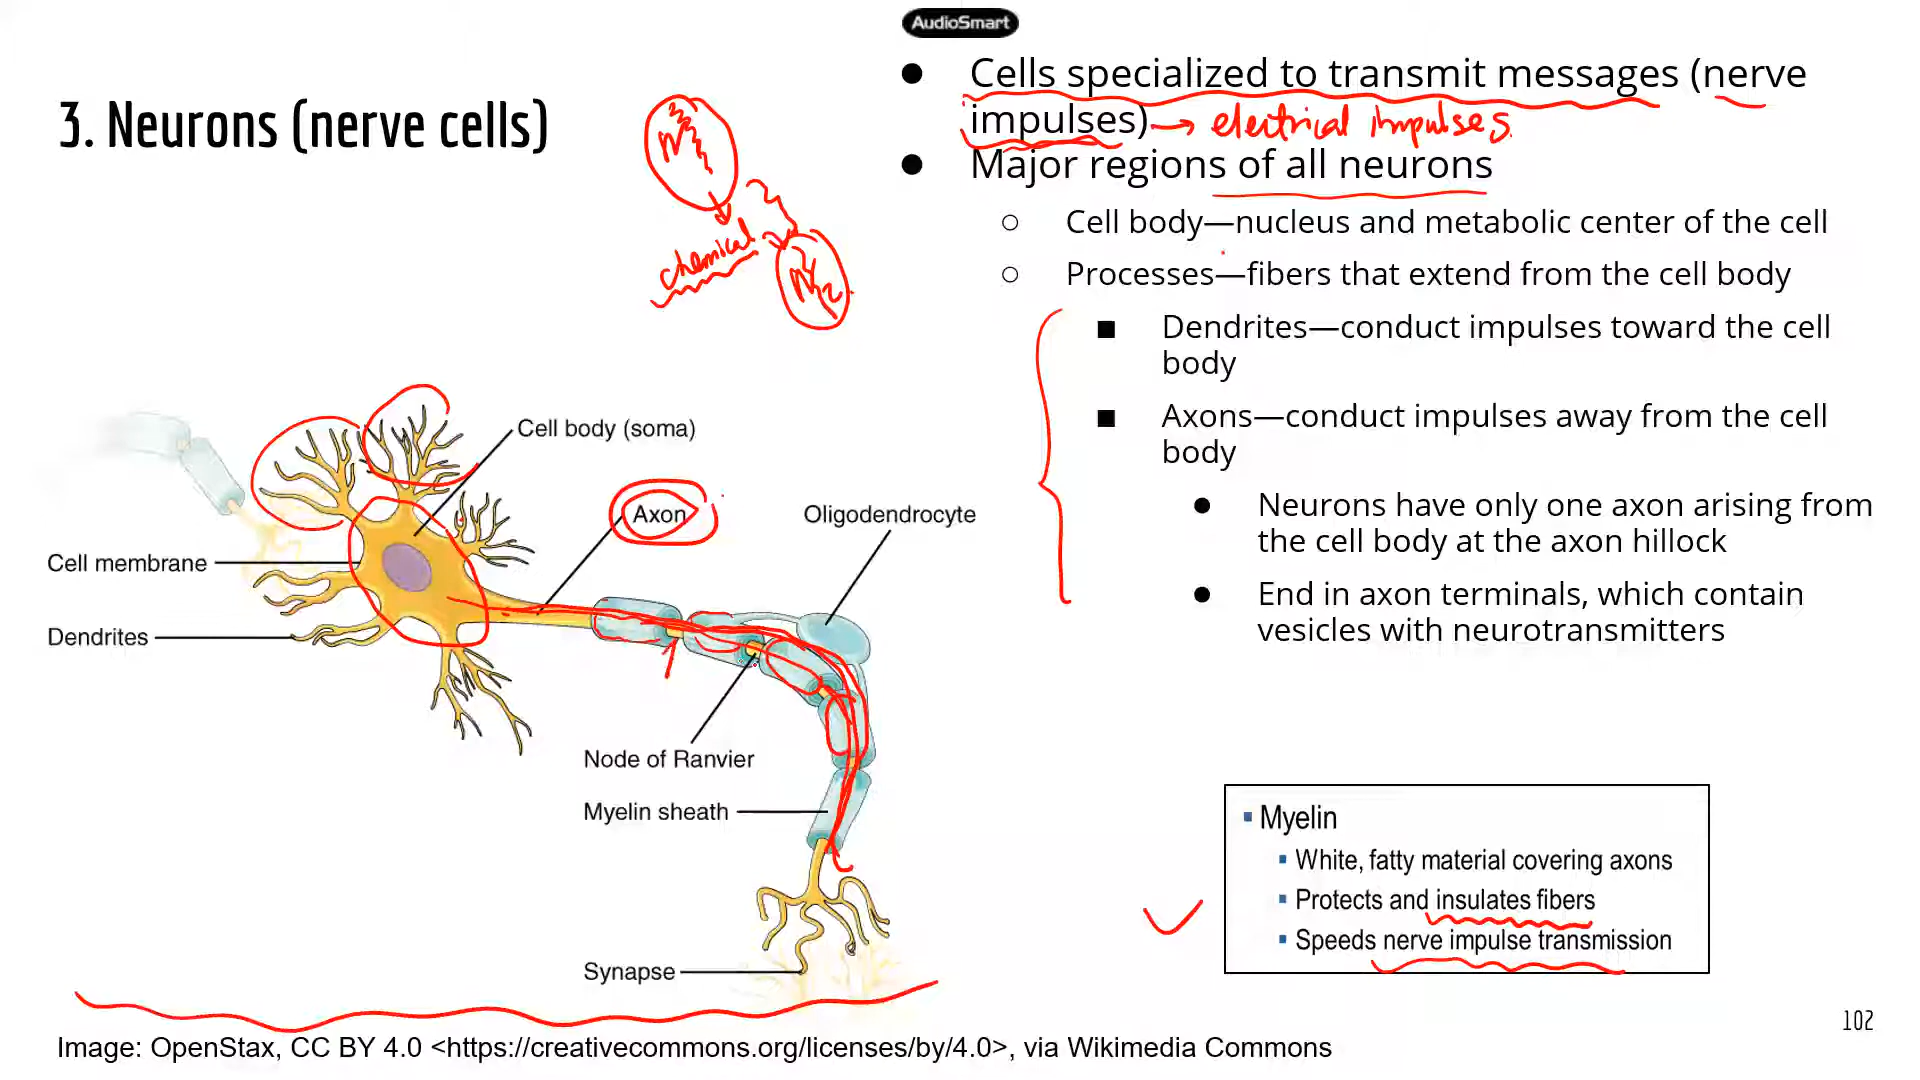 AudioSmart
3. Neurons (nerve cells)
● Cells specialized to transmit messages (nerve
impulses) → electrical impulses
● Major regions of all neurons
○ Cell body—nucleus and metabolic center of the cell
○ Processes—fibers that extend from the cell body
■ Dendrites—conduct impulses toward the cell
body
■ Axons—conduct impulses away from the cell
body
● Neurons have only one axon arising from
the cell body at the axon hillock
● End in axon terminals, which contain
vesicles with neurotransmitters
chemical
N2
Cell body (soma)
Axon
Oligodendrocyte
Cell membrane
Dendrites
Node of Ranvier
Myelin sheath
Synapse
▪ Myelin
▪ White, fatty material covering axons
▪ Protects and insulates fibers
▪ Speeds nerve impulse transmission
102
Image: OpenStax, CC BY 4.0 <https://creativecommons.org/licenses/by/4.0>, via Wikimedia Commons